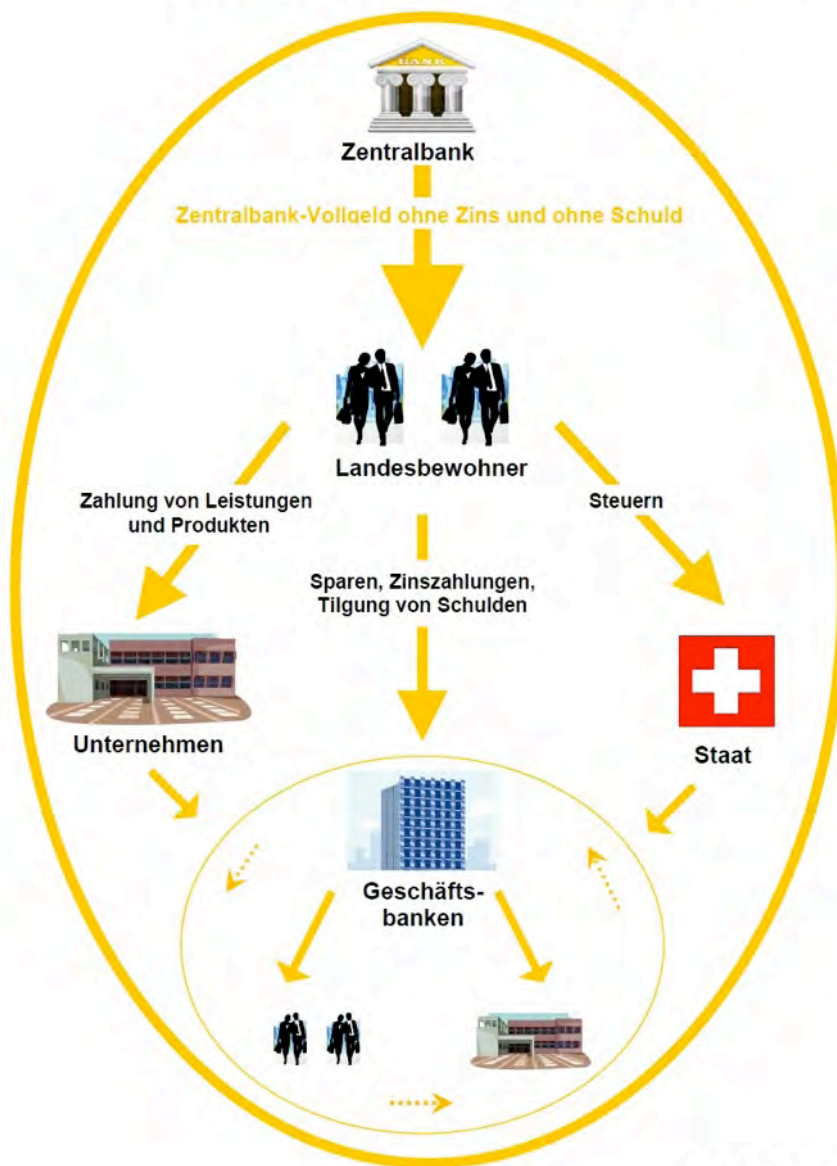 BANK
Zentralbank
Zentralbank-Vollgeld ohne Zins und ohne Schuld
Landesbewohner
Zahlung von Leistungen
und Produkten
Steuern
Sparen, Zinszahlungen,
Tilgung von Schulden
Unternehmen
Staat
Geschäfts-
banken